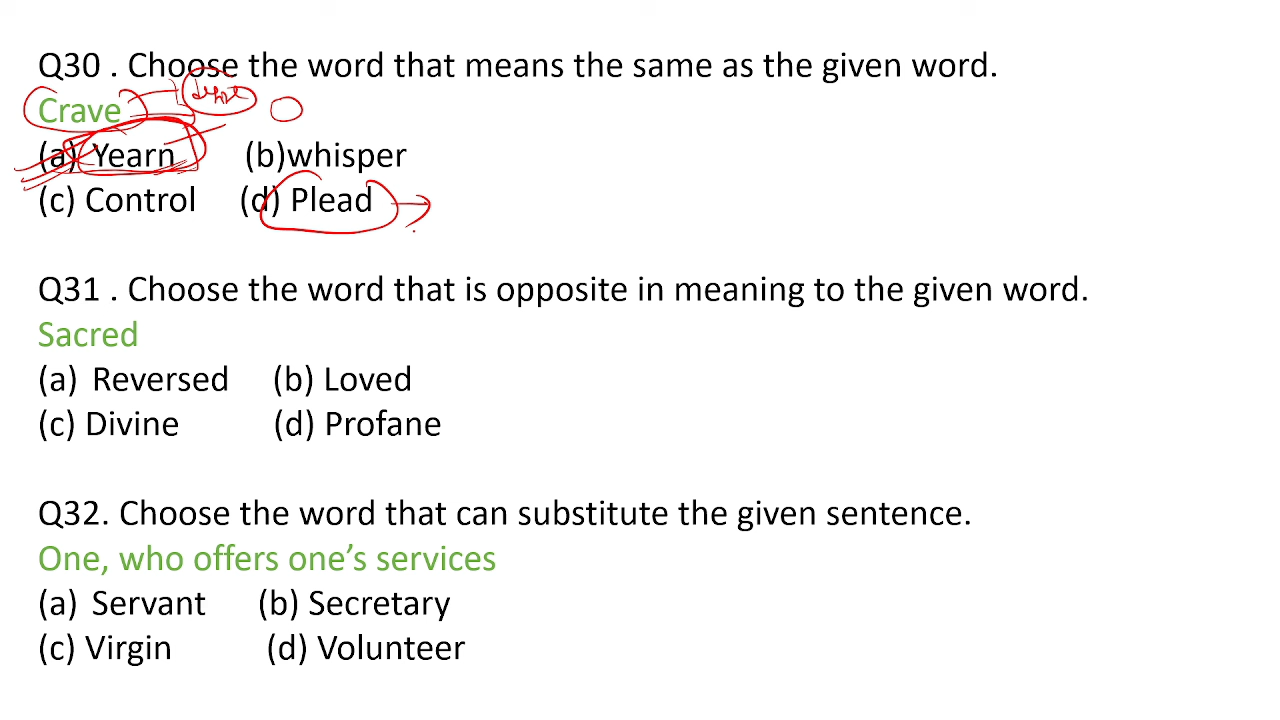 Q30 . Choose the word that means the same as the given word.
Crave desire
(a) Yearn (b)whisper
(c) Control (d) Plead
Q31 . Choose the word that is opposite in meaning to the given word.
Sacred
(a) Reversed (b) Loved
(c) Divine (d) Profane
Q32. Choose the word that can substitute the given sentence.
One, who offers one’s services
(a) Servant (b) Secretary
(c) Virgin (d) Volunteer